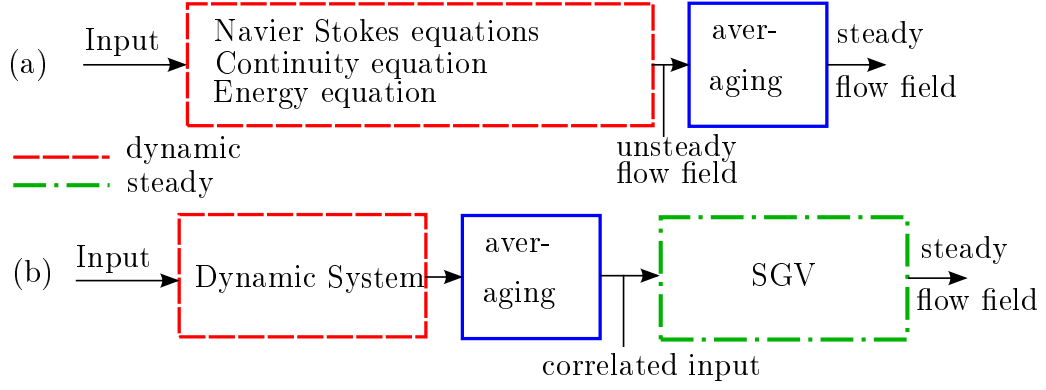 (a)
Input
Navier Stokes equations
Continuity equation
Energy equation
aver-
aging
steady
flow field
unsteady
flow field
dynamic
steady
(b)
Input
Dynamic System
aver-
aging
correlated input
SGV
steady
flow field